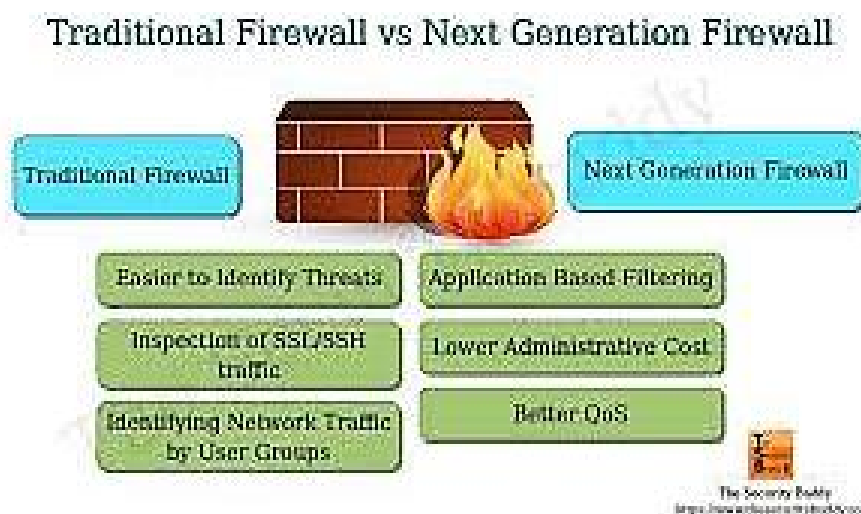 Traditional Firewall vs Next Generation Firewall
Traditional Firewall
Next Generation Firewall
Easier to Identify Threats
Application Based Filtering
Inspection of SSL/SSH
traffic
Lower Administrative Cost
Identifying Network Traffic
by User Groups
Better QoS
The Security Buddy